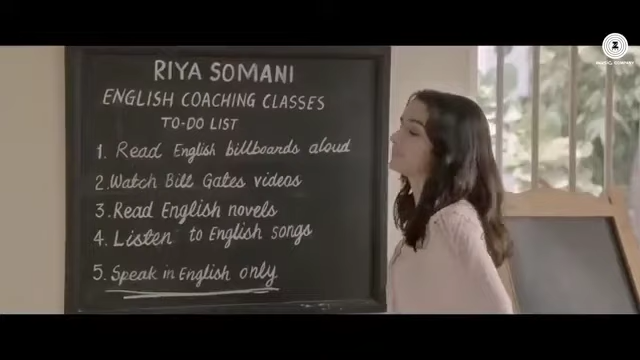 RIYA SOMANI
ENGLISH COACHING CLASSES
TO-DO LIST
1. Read English billboards aloud
2. Watch Bill Gates videos
3. Read English novels
4. Listen to English songs
5. Speak in English only